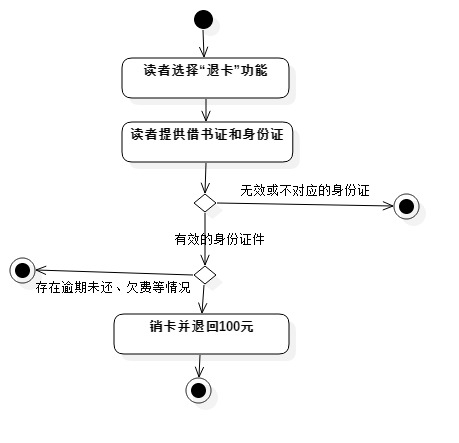 读者选择“退卡”功能
读者提供借书证和身份证
无效或不对应的身份证
有效的身份证件
存在逾期未还、欠费等情况
销卡并退回100元